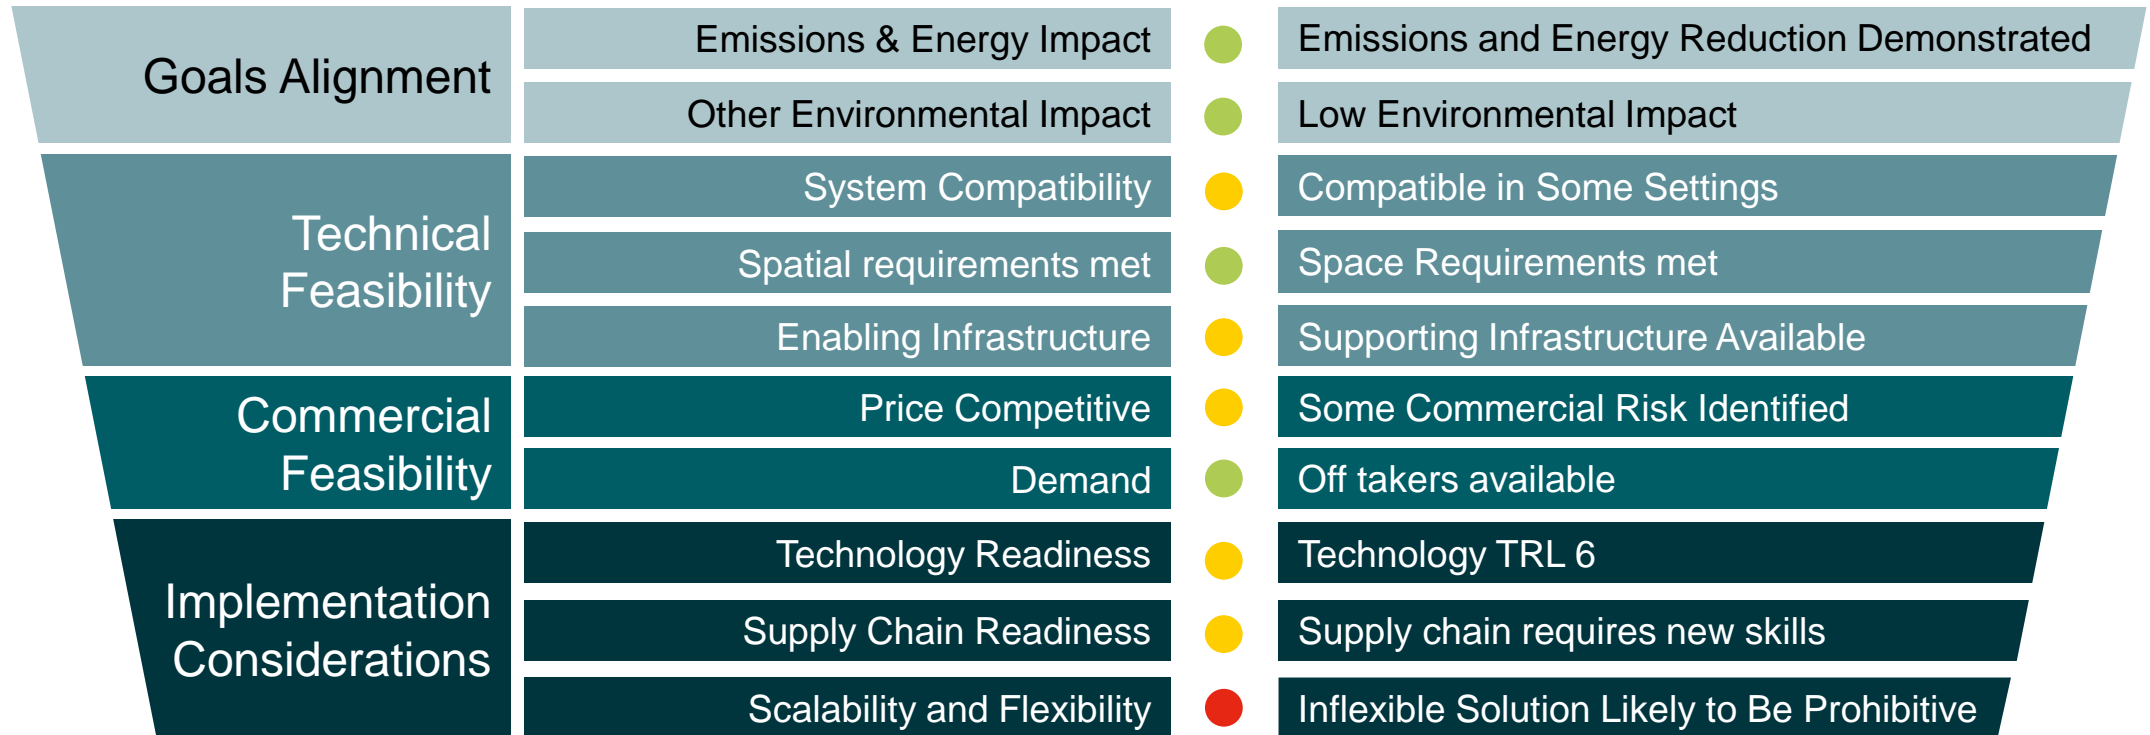 Goals Alignment
Emissions & Energy Impact
Emissions and Energy Reduction Demonstrated
Other Environmental Impact
Low Environmental Impact
Technical
Feasibility
System Compatibility
Compatible in Some Settings
Spatial requirements met
Space Requirements met
Enabling Infrastructure
Supporting Infrastructure Available
Commercial
Feasibility
Price Competitive
Some Commercial Risk Identified
Demand
Off takers available
Implementation
Considerations
Technology Readiness
Technology TRL 6
Supply Chain Readiness
Supply chain requires new skills
Scalability and Flexibility
Inflexible Solution Likely to Be Prohibitive